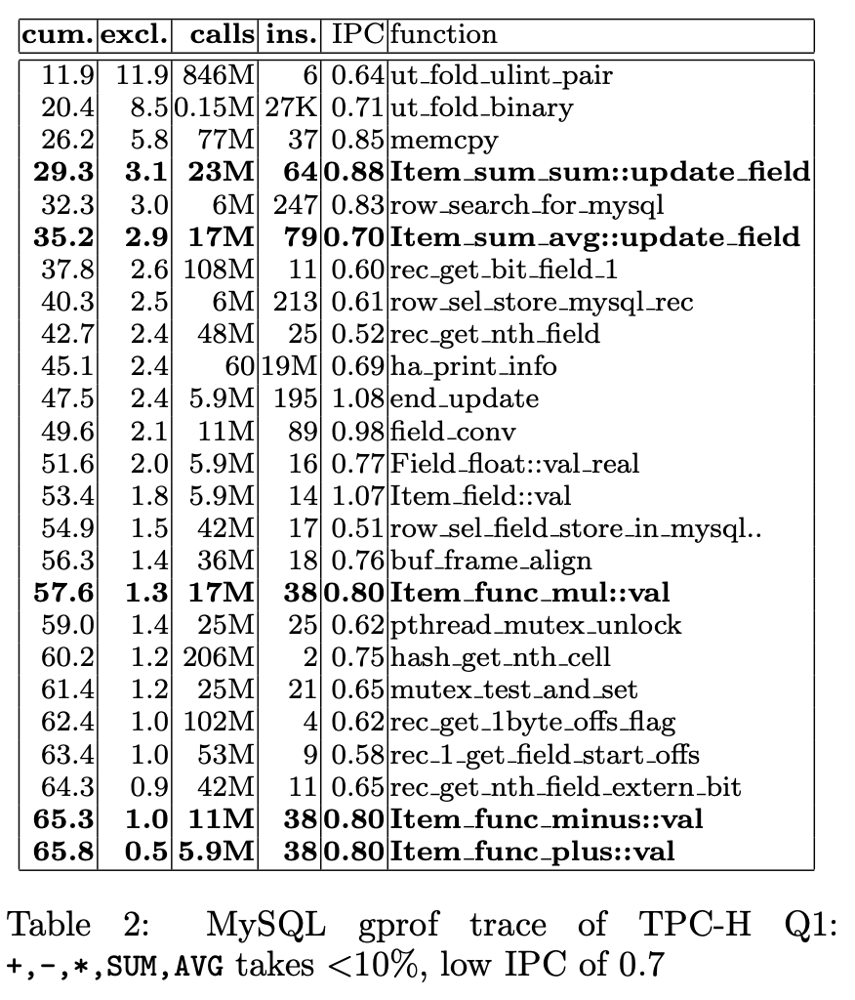 cum. excl. calls ins. IPC function
11.9 11.9 846M 6 0.64 ut_fold_ulint_pair
20.4 8.5 0.15M 27K 0.71 ut_fold_binary
26.2 5.8 77M 37 0.85 memcpy
29.3 3.1 23M 64 0.88 Item_sum_sum::update_field
32.3 3.0 6M 247 0.83 row_search_for_mysql
35.2 2.9 17M 79 0.70 Item_sum_avg::update_field
37.8 2.6 108M 11 0.60 rec_get_bit_field_1
40.3 2.5 6M 213 0.61 row_sel_store_mysql_rec
42.7 2.4 48M 25 0.52 rec_get_nth_field
45.1 2.4 60 19M 0.69 ha_print_info
47.5 2.4 5.9M 195 1.08 end_update
49.6 2.1 11M 89 0.98 field_conv
51.6 2.0 5.9M 16 0.77 Field_float::val_real
53.4 1.8 5.9M 14 1.07 Item_field::val
54.9 1.5 42M 17 0.51 row_sel_field_store_in_mysql..
56.3 1.4 36M 18 0.76 buf_frame_align
57.6 1.3 17M 38 0.80 Item_func_mul::val
59.0 1.4 25M 25 0.62 pthread_mutex_unlock
60.2 1.2 206M 2 0.75 hash_get_nth_cell
61.4 1.2 25M 21 0.65 mutex_test_and_set
62.4 1.0 102M 4 0.62 rec_get_1byte_offs_flag
63.4 1.0 53M 9 0.58 rec_1_get_field_start_offs
64.3 0.9 42M 11 0.65 rec_get_nth_field_extern_bit
65.3 1.0 11M 38 0.80 Item_func_minus::val
65.8 0.5 5.9M 38 0.80 Item_func_plus::val
Table 2: MySQL gprof trace of TPC-H Q1:
+,-,*,SUM,AVG takes <10%, low IPC of 0.7